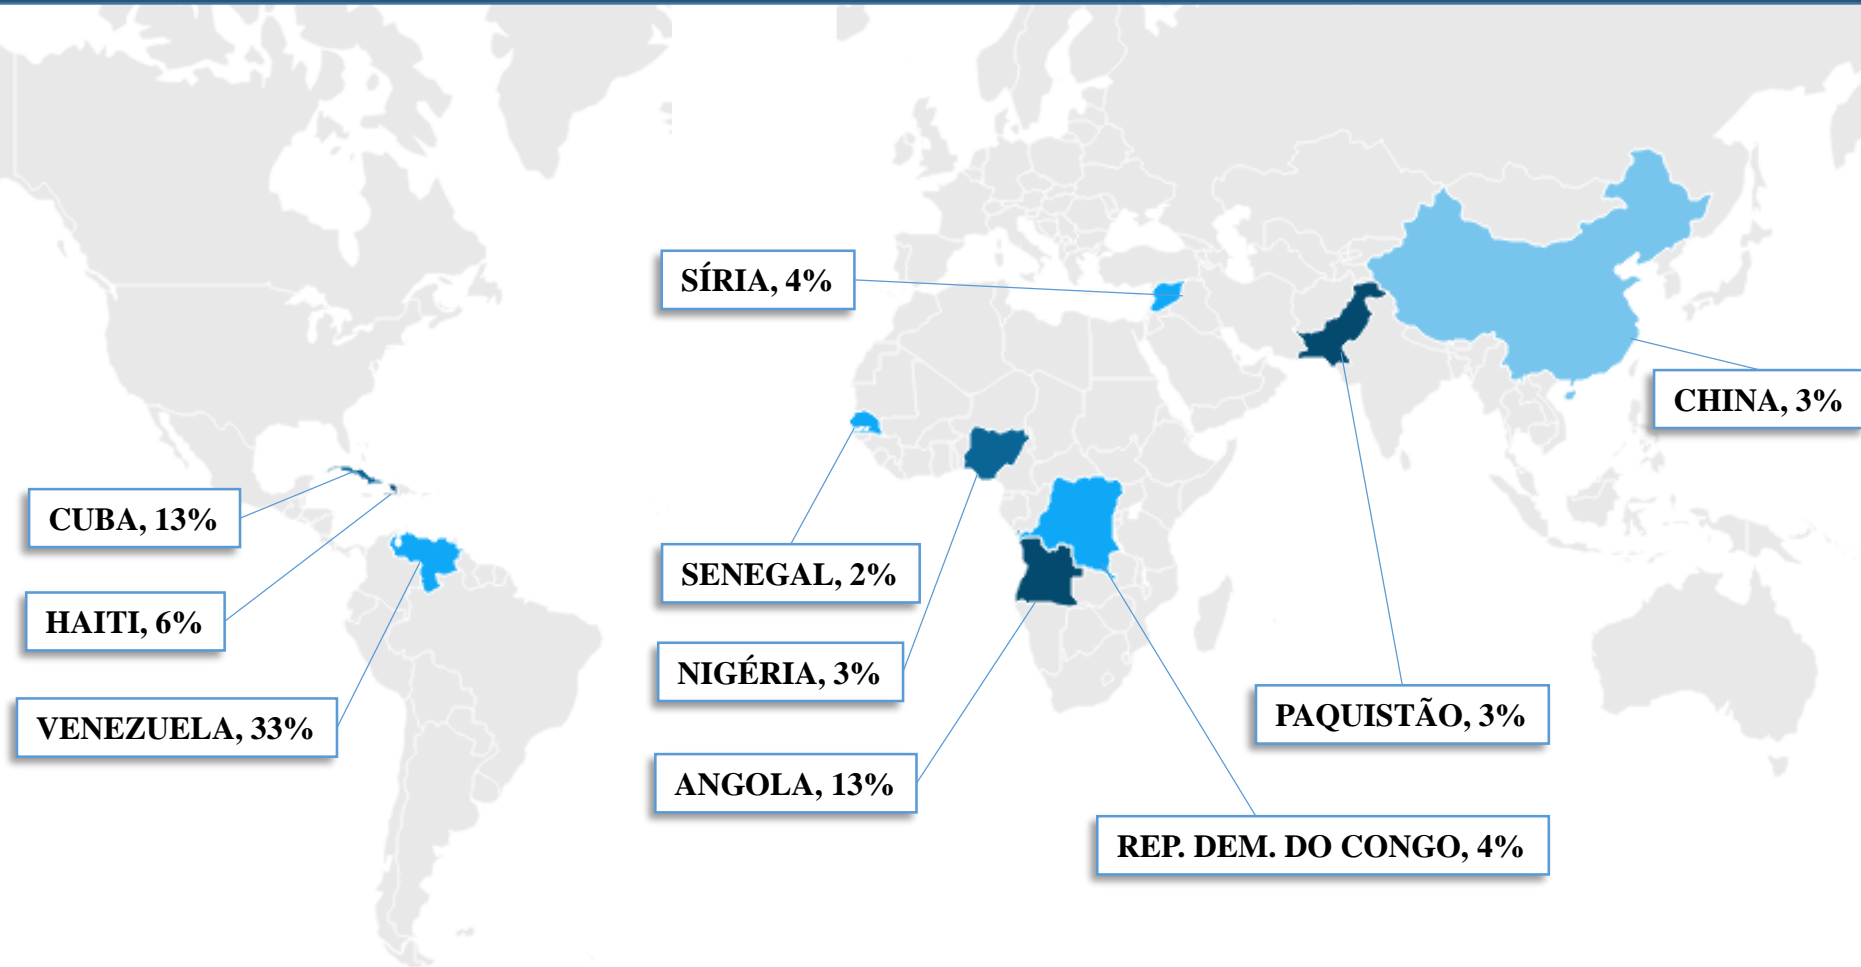 SÍRIA, 4%
CHINA, 3%
CUBA, 13%
SENEGAL, 2%
HAITI, 6%
NIGÉRIA, 3%
VENEZUELA, 33%
PAQUISTÃO, 3%
ANGOLA, 13%
REP. DEM. DO CONGO, 4%